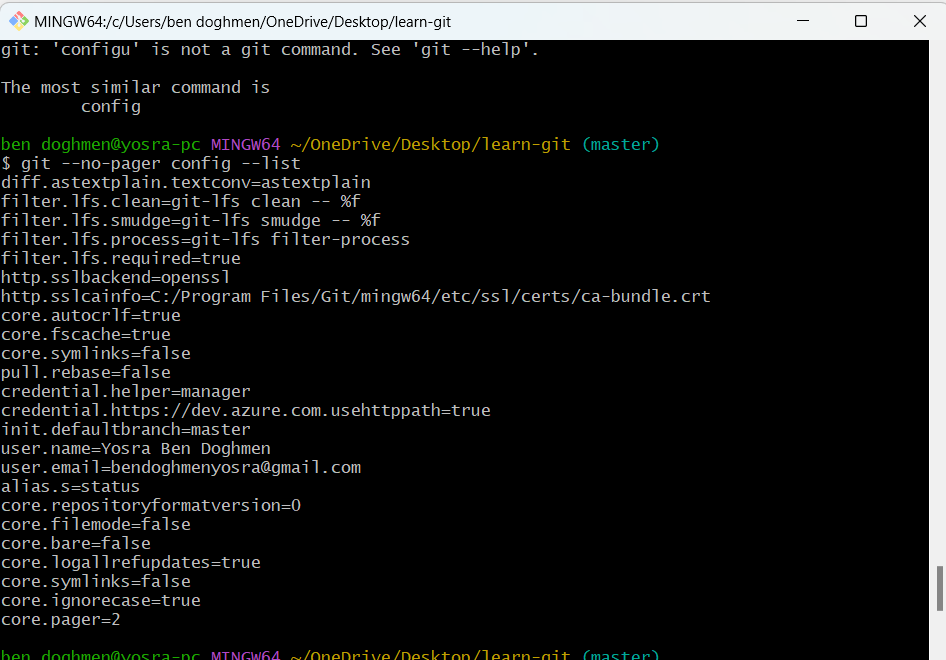 MINGW64:/c/Users/ben doghmen/OneDrive/Desktop/learn-git
git: 'configu' is not a git command. See 'git --help'.
The most similar command is
config
ben doghmen@yosra-pc MINGW64 ~/OneDrive/Desktop/learn-git (master)
$ git --no-pager config --list
diff.astextplain.textconv=astextplain
filter.lfs.clean=git-lfs clean -- %f
filter.lfs.smudge=git-lfs smudge -- %f
filter.lfs.process=git-lfs filter-process
filter.lfs.required=true
http.sslbackend=openssl
http.sslcainfo=C:/Program Files/Git/mingw64/etc/ssl/certs/ca-bundle.crt
core.autocrlf=true
core.fscache=true
core.symlinks=false
pull.rebase=false
credential.helper=manager
credential.https://dev.azure.com.usehttppath=true
init.defaultbranch=master
user.name=Yosra Ben Doghmen
user.email=bendoghmenyosra@gmail.com
alias.s=status
core.repositoryformatversion=0
core.filemode=false
core.bare=false
core.logallrefupdates=true
core.symlinks=false
core.ignorecase=true
core.pager=2
ben doghmen@yosra-pc MINGW64 ~/OneDrive/Desktop/learn-git (master)